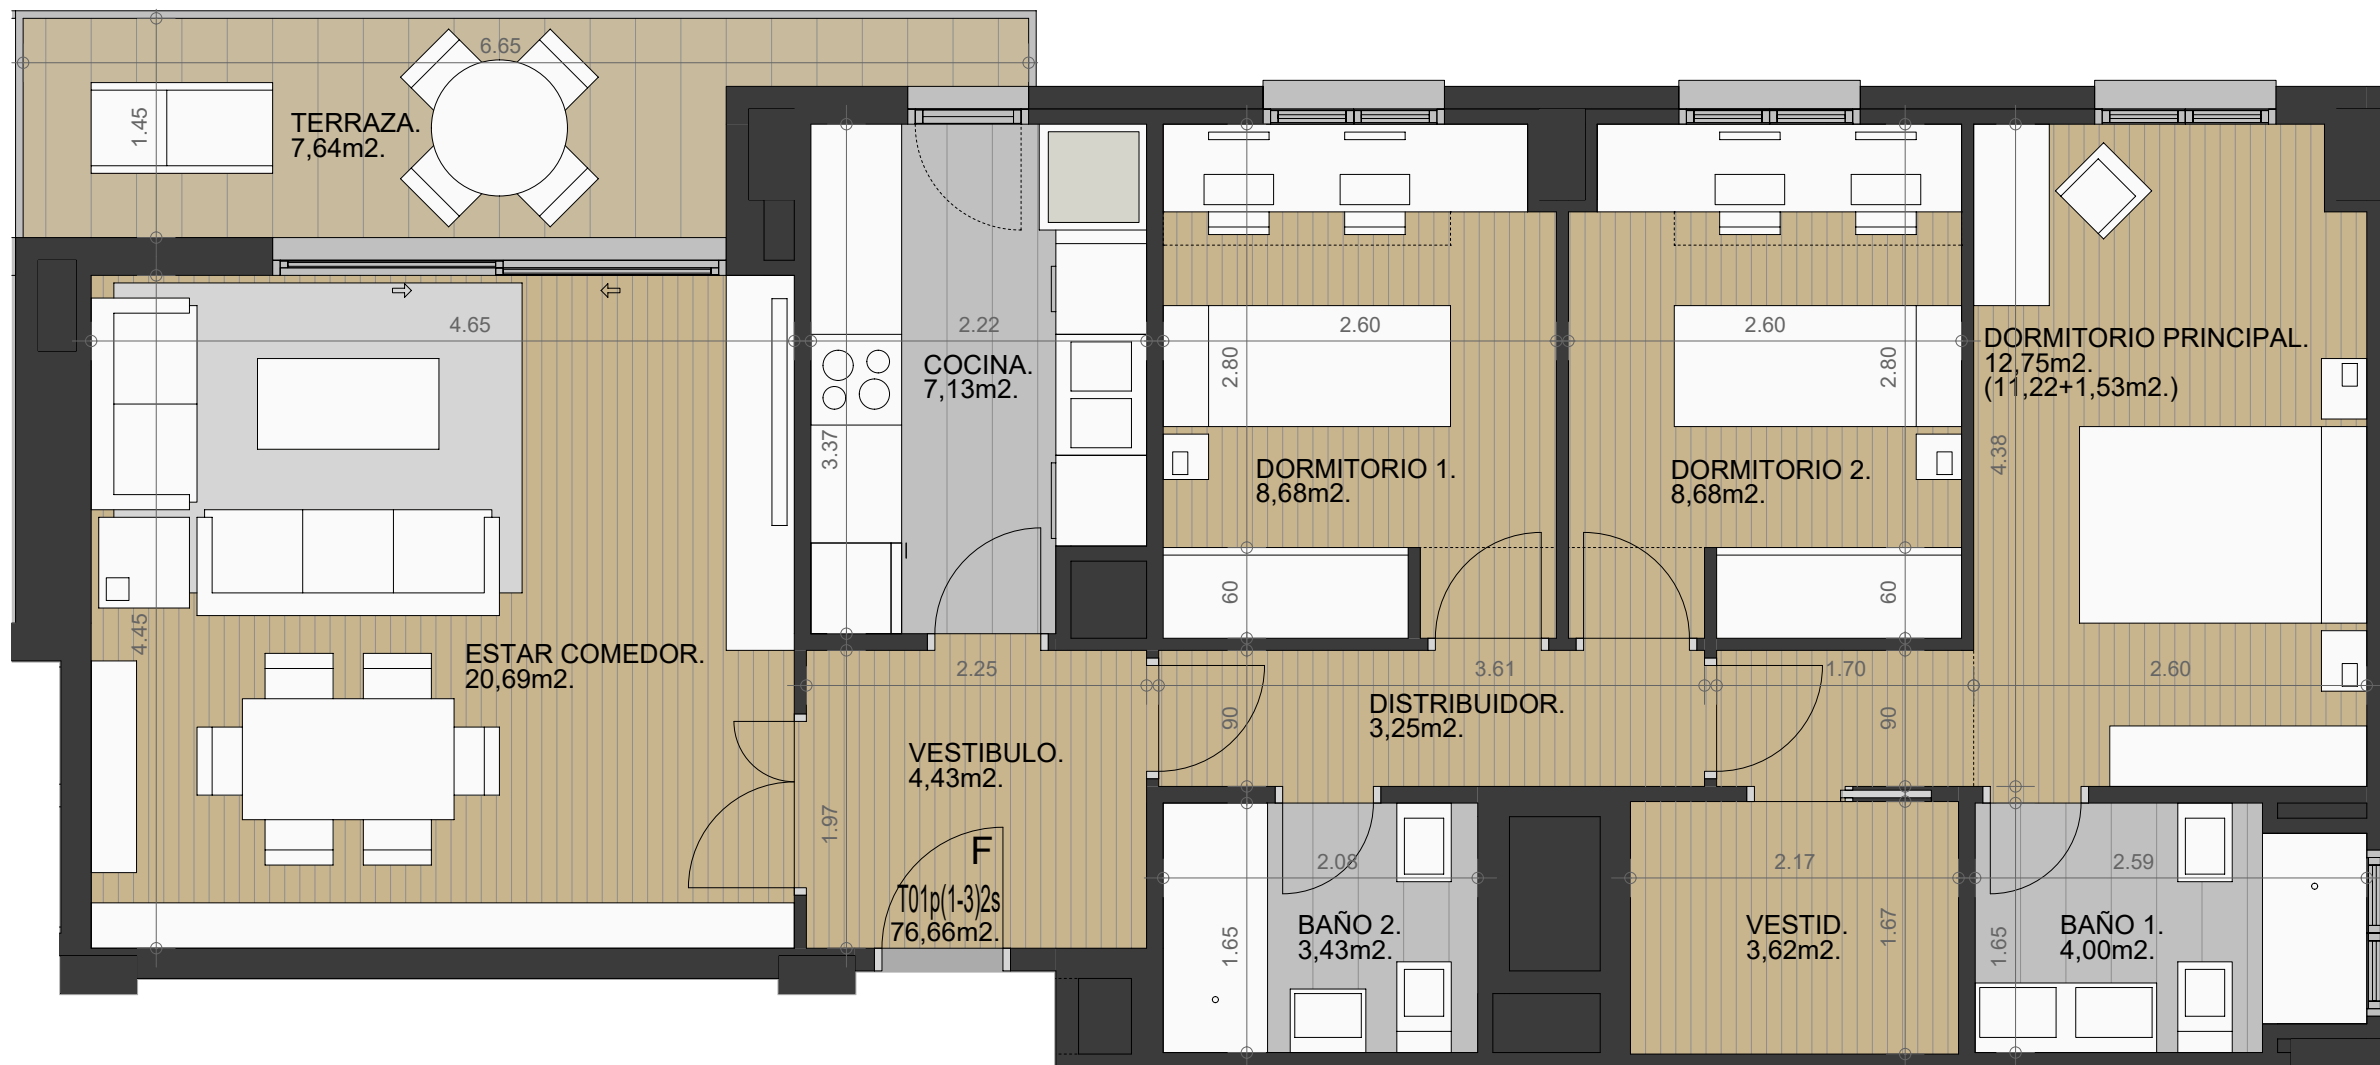 6.65
1.45
TERRAZA.
7,64m2.
4.65
4.45
ESTAR COMEDOR.
20,69m2.
2.22
COCINA.
7,13m2.
3.37
2.60
2.80
DORMITORIO 1.
8,68m2.
60
2.60
2.80
DORMITORIO 2.
8,68m2.
60
DORMITORIO PRINCIPAL.
12,75m2.
(11,22+1,53m2.)
4.38
2.25
VESTIBULO.
4,43m2.
1.97
F
T01p(1-3)2s
76,66m2.
3.61
DISTRIBUIDOR.
3,25m2.
90
1.70
90
2.60
2.08
BAÑO 2.
3,43m2.
1.65
2.17
VESTID.
3,62m2.
1.67
2.59
BAÑO 1.
4,00m2.
1.65